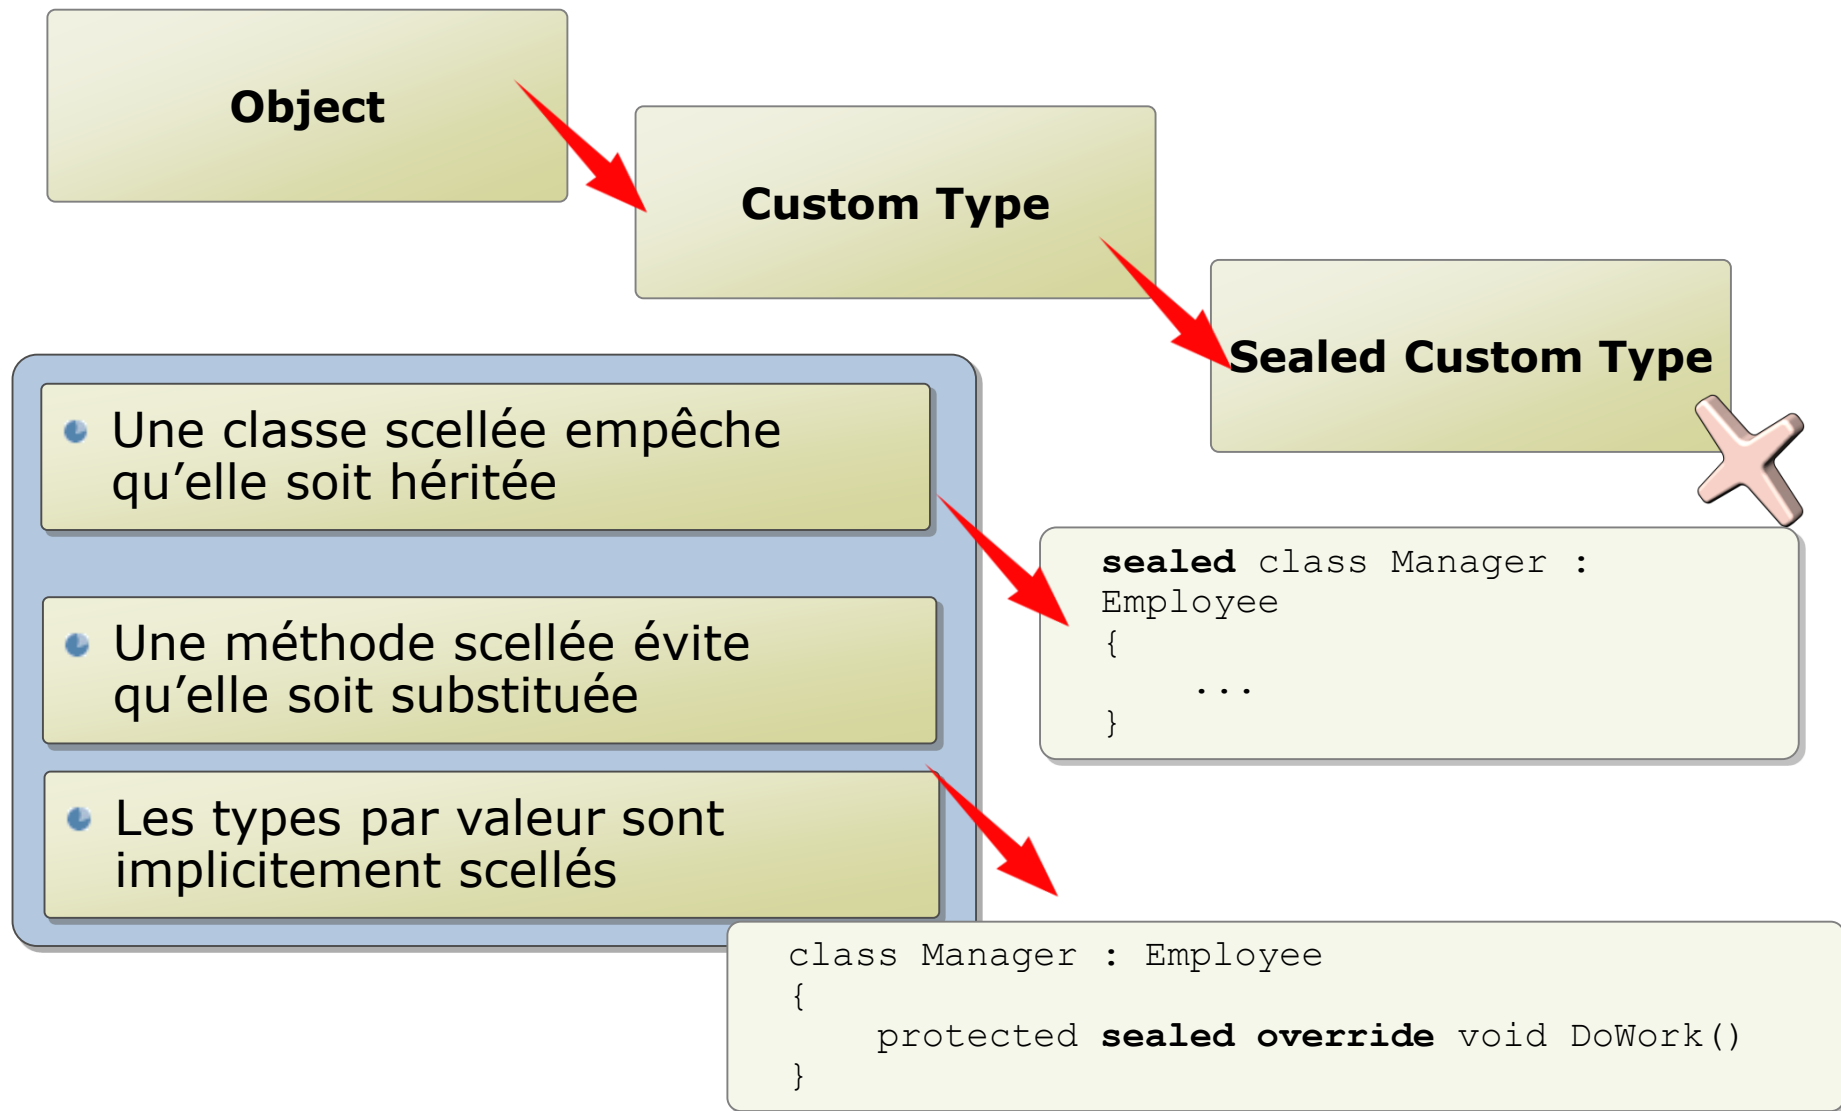 Object
Custom Type
Sealed Custom Type
Une classe scellée empêche
qu’elle soit héritée
Une méthode scellée évite
qu’elle soit substituée
Les types par valeur sont
implicitement scellés
sealed class Manager :
Employee
{
...
}
class Manager : Employee
{
protected sealed override void DoWork()
}